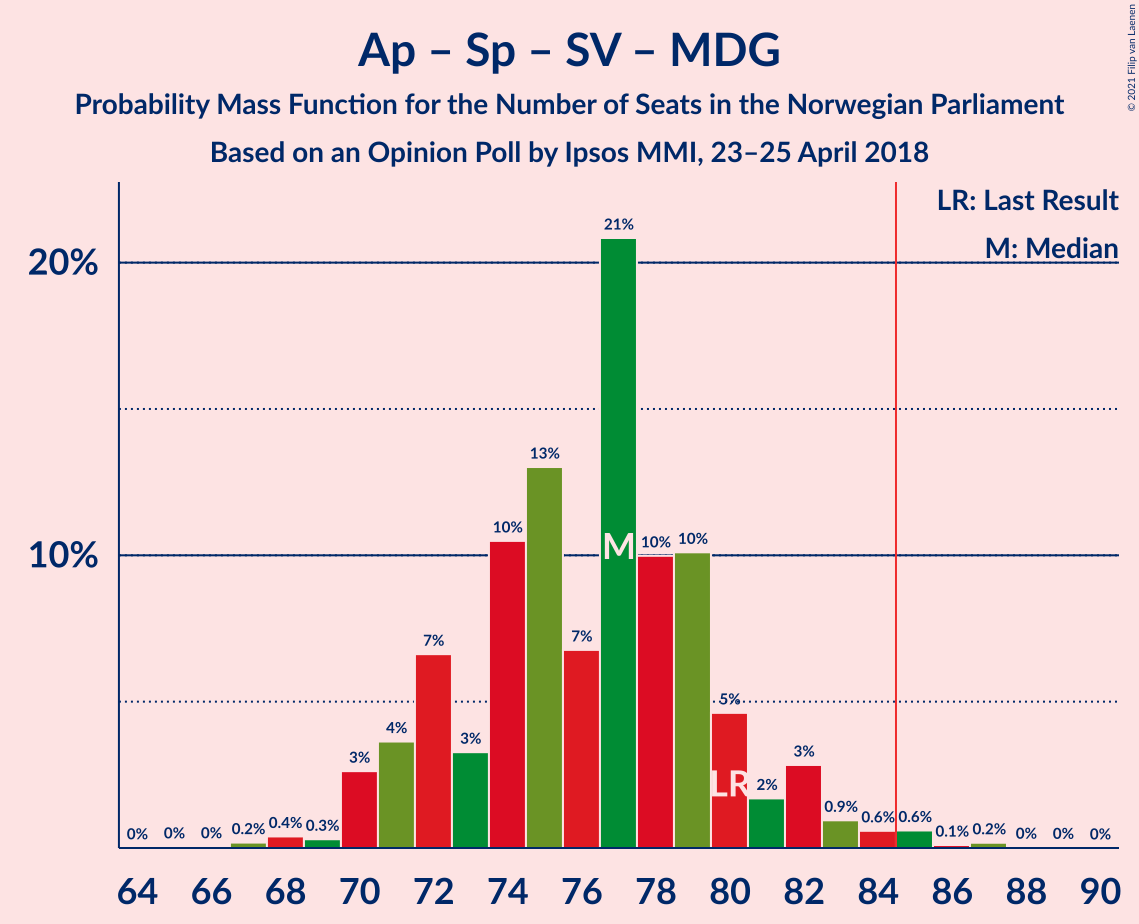 Ap – Sp – SV – MDG
Probability Mass Function for the Number of Seats in the Norwegian Parliament
Based on an Opinion Poll by Ipsos MMI, 23–25 April 2018
© 2021 Filip van Laenen
LR: Last Result
M: Median
20%
10%
0% 0% 0% 0.2% 0.4% 0.3% 3% 4% 7% 3% 10% 13% 7% 21% 10% 10% 5% 2% 3% 0.9% 0.6% 0.6% 0.1% 0.2% 0% 0% 0%
M
LR
64 66 68 70 72 74 76 78 80 82 84 86 88 90